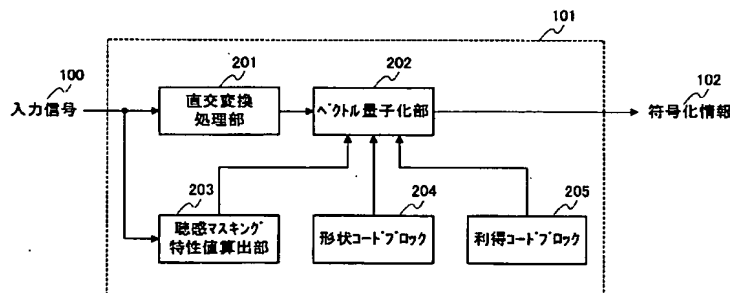 101
100
入力信号
201
直交変換
処理部
202
ベクトル量子化部
102
符号化情報
203
聴感マスキング
特性値算出部
204
形状コードブロック
205
利得コードブロック